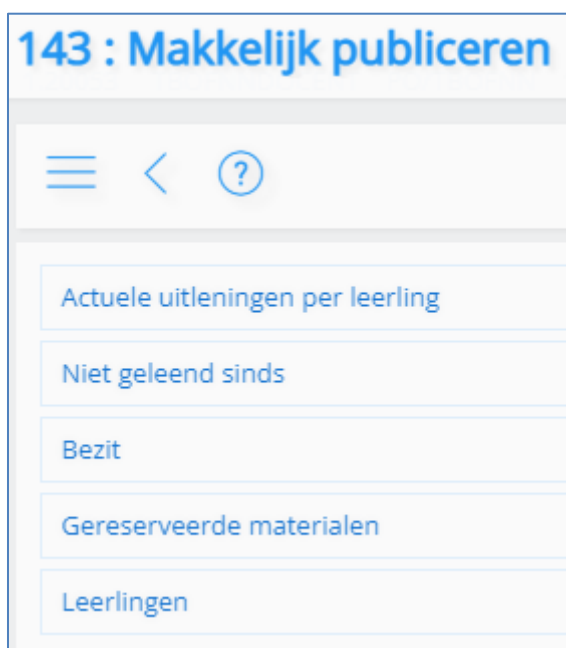 143 : Makkelijk publiceren
?
Actuele uitleningen per leerling
Niet geleend sinds
Bezit
Gereserveerde materialen
Leerlingen